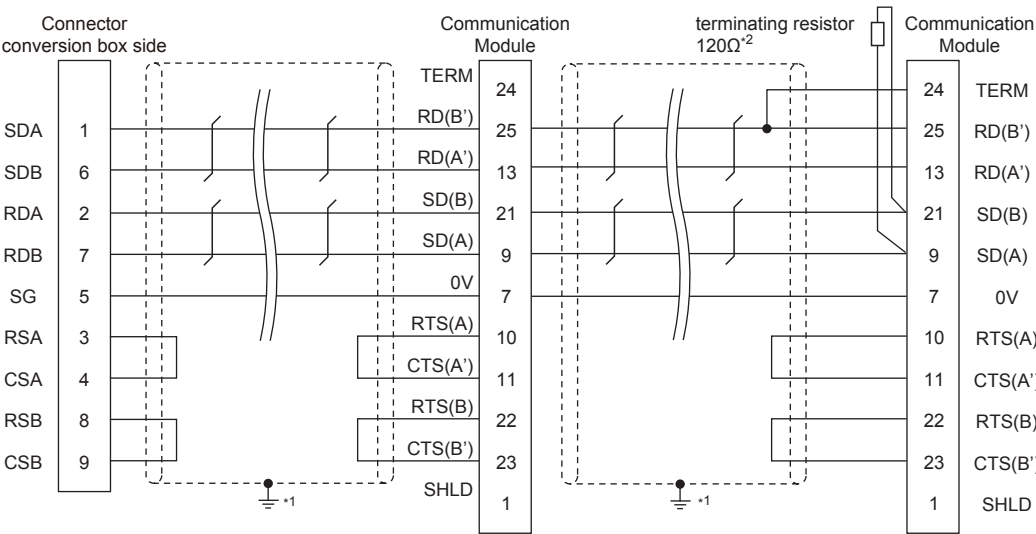 Connector
conversion box side
Communication
Module
terminating resistor
120Ω*2
Communication
Module
TERM 24 24 TERM
SDA 1 RD(B’) 25 25 RD(B’)
SDB 6 RD(A’) 13 13 RD(A’)
RDA 2 SD(B) 21 21 SD(B)
RDB 7 SD(A) 9 9 SD(A)
SG 5 0V 7 7 0V
RSA 3 RTS(A) 10 10 RTS(A)
CSA 4 CTS(A’) 11 11 CTS(A’)
RSB 8 RTS(B) 22 22 RTS(B)
CSB 9 CTS(B’) 23 23 CTS(B’)
*1 SHLD 1 *1 1 SHLD